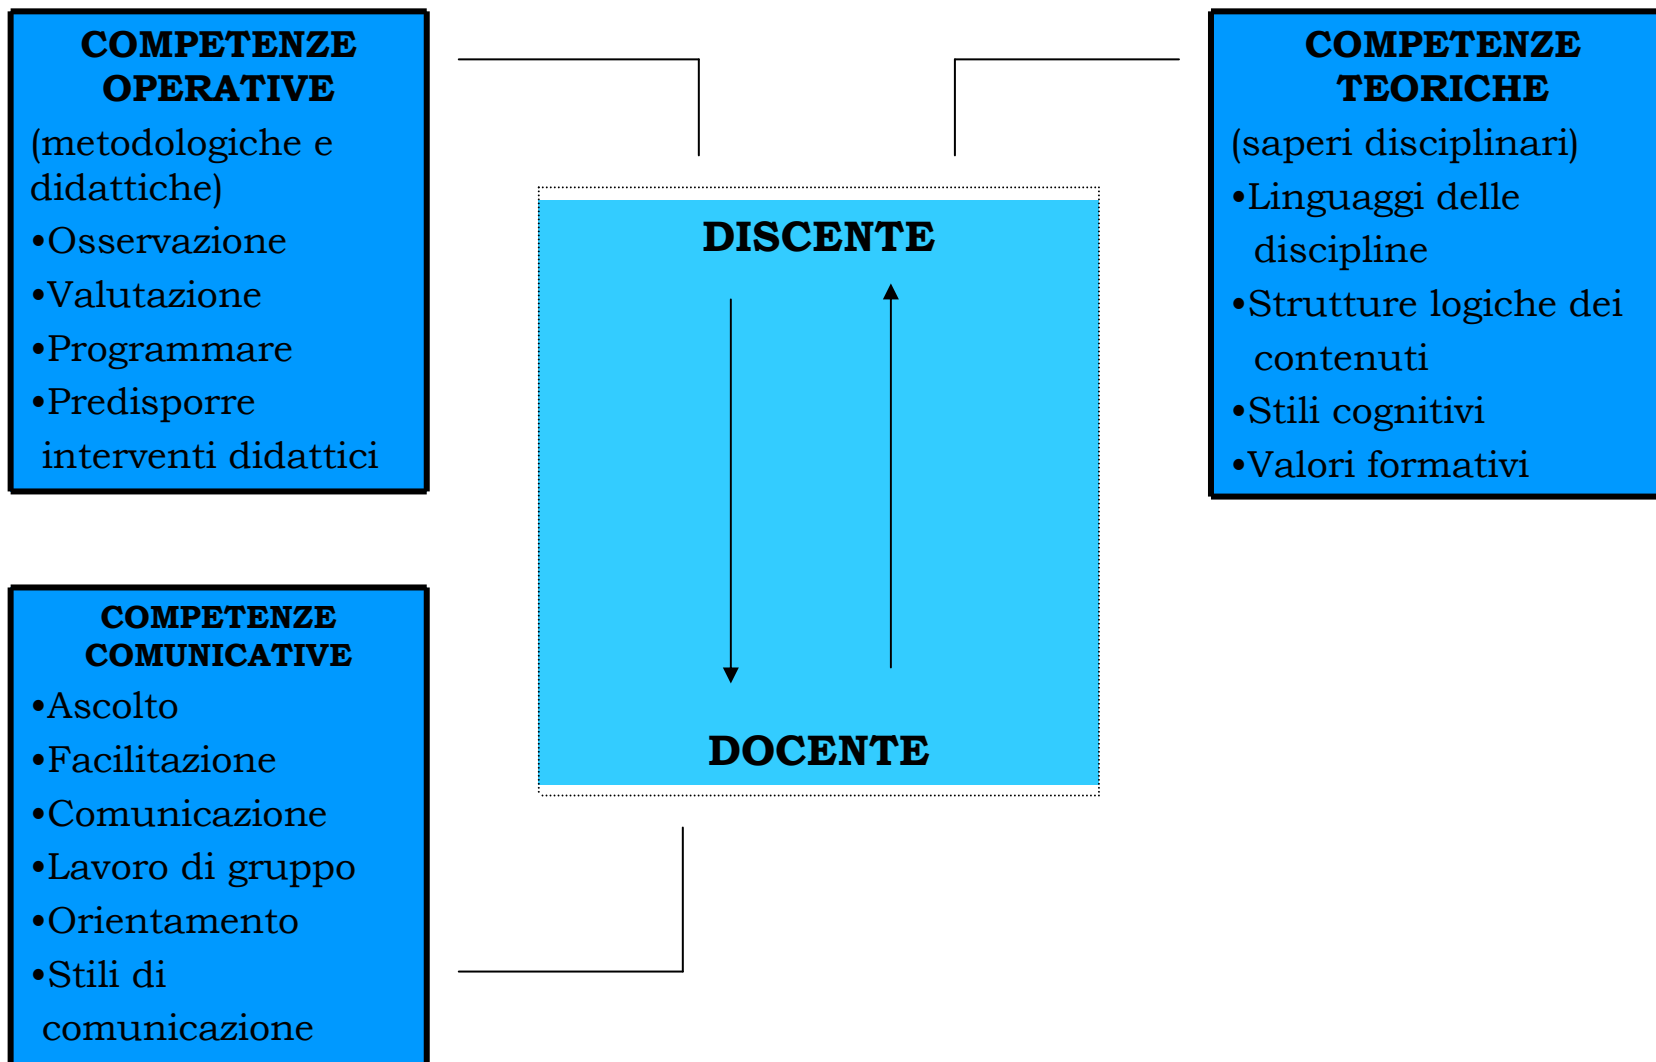 COMPETENZE
OPERATIVE
(metodologiche e
didattiche)
•Osservazione
•Valutazione
•Programmare
•Predisporre
interventi didattici
DISCENTE
DOCENTE
COMPETENZE
TEORICHE
(saperi disciplinari)
•Linguaggi delle
discipline
•Strutture logiche dei
contenuti
•Stili cognitivi
•Valori formativi
COMPETENZE
COMUNICATIVE
•Ascolto
•Facilitazione
•Comunicazione
•Lavoro di gruppo
•Orientamento
•Stili di
comunicazione